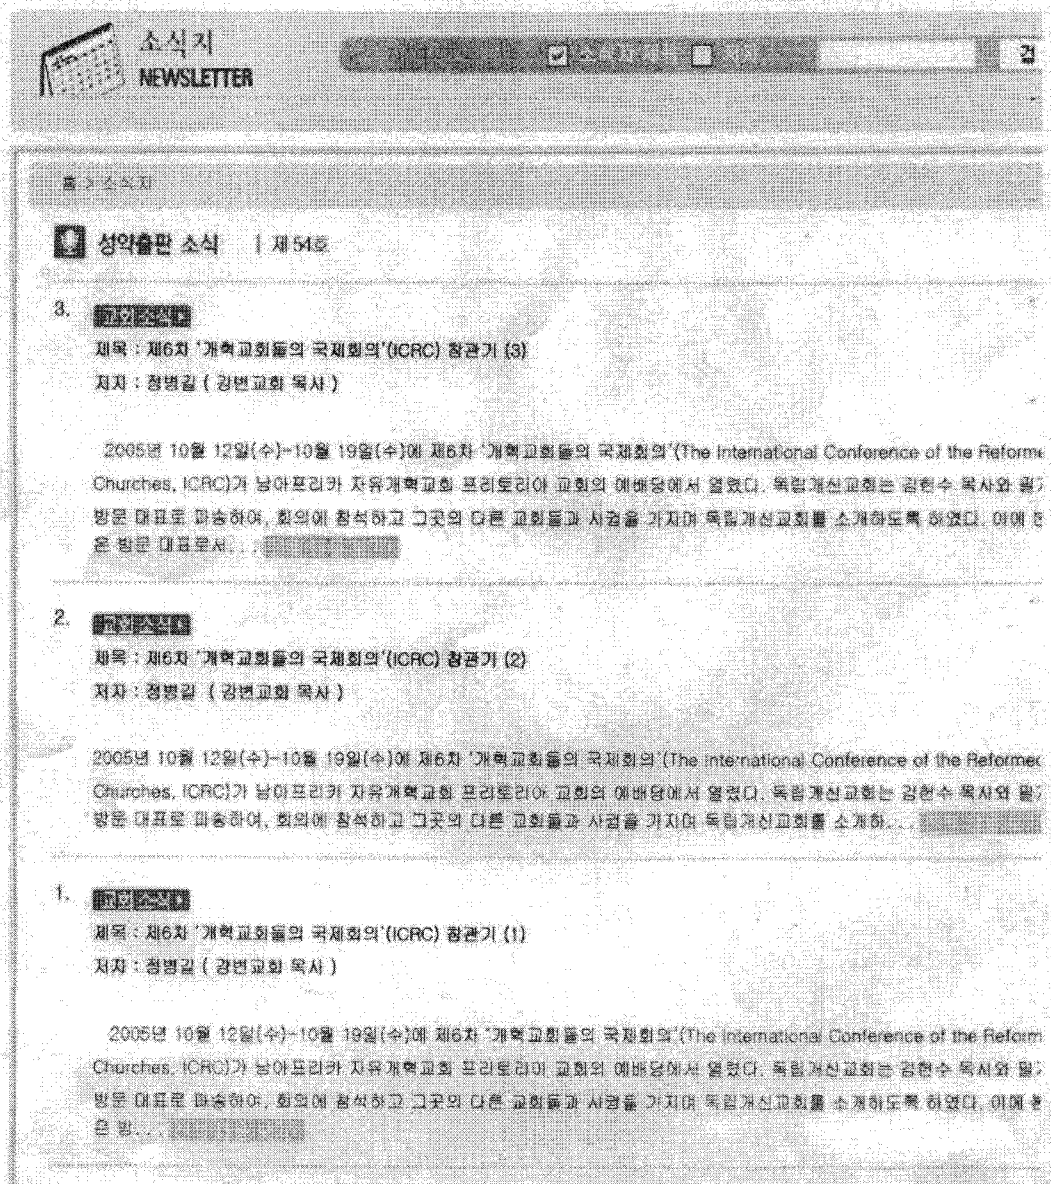 소식지
NEWSLETTER
검
홈 > 소식지
성약출판 소식 | 제 54호
3. 교회 소식
제목 : 제6차 '개혁교회들의 국제회의'(ICRC) 참관기 (3)
저자 : 정병길 ( 강변교회 목사 )
2005년 10월 12일(수)-10월 19일(수)에 제6차 '개혁교회들의 국제회의'(The International Conference of the Reforme
Churches, ICRC)가 남아프리카 자유개혁교회 프리토리아 교회의 예배당에서 열렸다. 독립개신교회는 김헌수 목사와 필
방문 대표로 파송하여, 회의에 참석하고 그곳의 다른 교회들과 사귐을 가지며 독립개신교회를 소개하도록 하였다. 이에
은 방문 대표로서...
2. 교회 소식
제목 : 제6차 '개혁교회들의 국제회의'(ICRC) 참관기 (2)
저자 : 정병길 ( 강변교회 목사 )
2005년 10월 12일(수)-10월 19일(수)에 제6차 '개혁교회들의 국제회의'(The International Conference of the Reformed
Churches, ICRC)가 남아프리카 자유개혁교회 프리토리아 교회의 예배당에서 열렸다. 독립개신교회는 김헌수 목사와 필
방문 대표로 파송하여, 회의에 참석하고 그곳의 다른 교회들과 사귐을 가지며 독립개신교회를 소개하...
1. 교회 소식
제목 : 제6차 '개혁교회들의 국제회의'(ICRC) 참관기 (1)
저자 : 정병길 ( 강변교회 목사 )
2005년 10월 12일(수)-10월 19일(수)에 제6차 '개혁교회들의 국제회의'(The International Conference of the Reform
Churches, ICRC)가 남아프리카 자유개혁교회 프리토리아 교회의 예배당에서 열렸다. 독립개신교회는 김헌수 목사와 필
방문 대표로 파송하여, 회의에 참석하고 그곳의 다른 교회들과 사귐을 가지며 독립개신교회를 소개하도록 하였다. 이에
은 방...